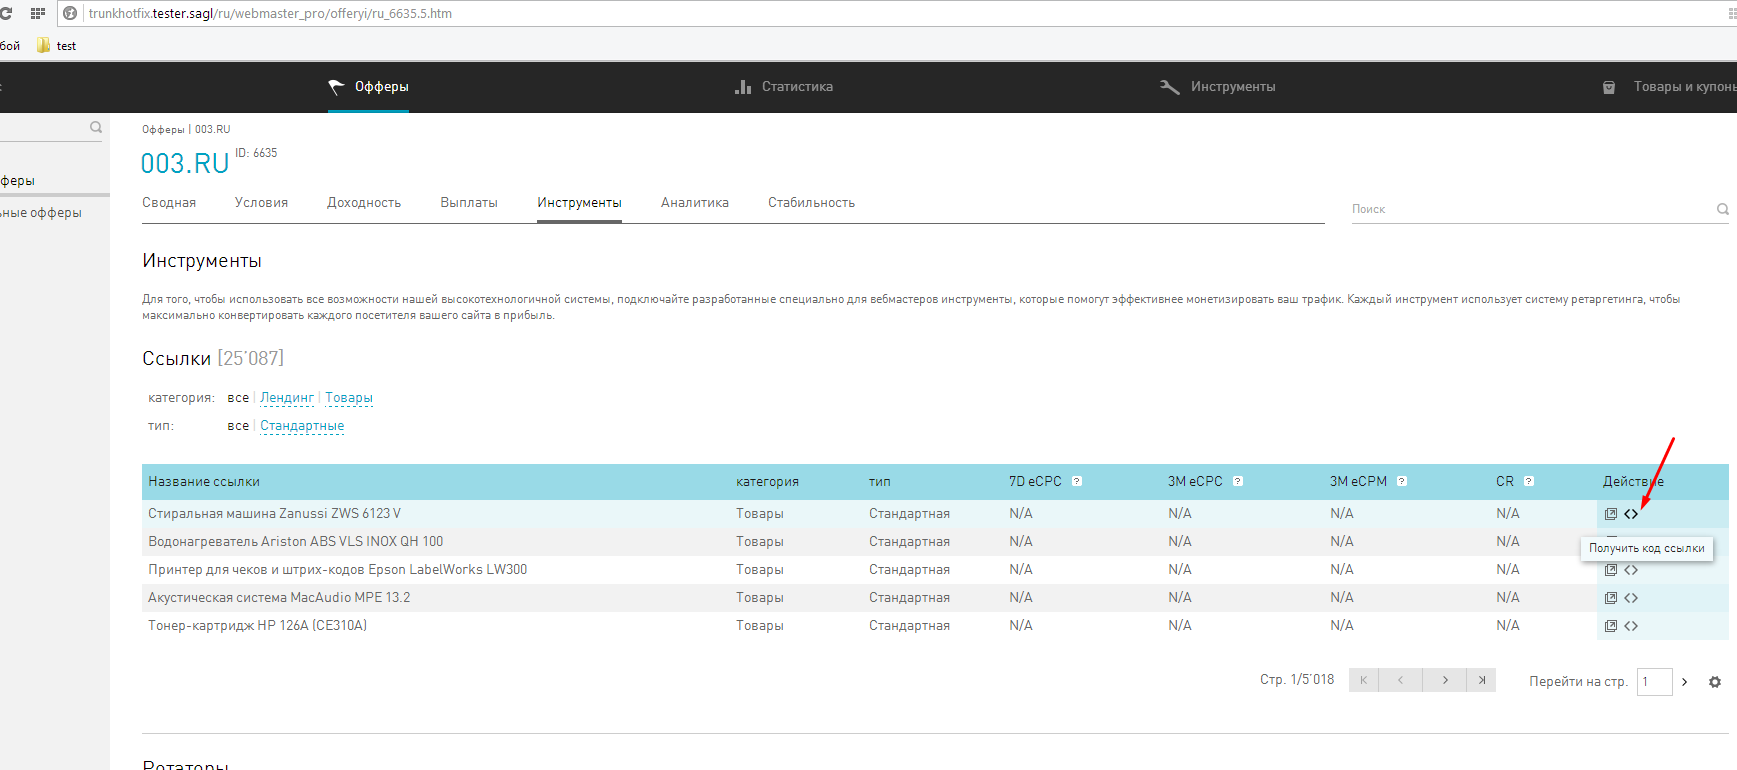 trunkhotfix.tester.sagl/ru/webmaster_pro/offeryi/ru_6635.5.htm
бой test
Офферы Статистика Инструменты Товары и купоны
Офферы | 003.RU
003.RU ID: 6635
феры
ьные офферы
Сводная Условия Доходность Выплаты Инструменты Аналитика Стабильность
Поиск
Инструменты
Для того, чтобы использовать все возможности нашей высокотехнологичной системы, подключайте разработанные специально для вебмастеров инструменты, которые помогут эффективнее монетизировать ваш трафик. Каждый инструмент использует систему ретаргетинга, чтобы
максимально конвертировать каждого посетителя вашего сайта в прибыль.
Ссылки [25'087]
категория: все | Лендинг | Товары
тип: все | Стандартные
Название ссылки категория тип 7D eCPC ? 3M eCPC ? 3M eCPM ? CR ? Действие
Стиральная машина Zanussi ZWS 6123 V Товары Стандартная N/A N/A N/A N/A
Водонагреватель Ariston ABS VLS INOX QH 100 Товары Стандартная N/A N/A N/A N/A
Получить код ссылки
Принтер для чеков и штрих-кодов Epson LabelWorks LW300 Товары Стандартная N/A N/A N/A N/A
Акустическая система MacAudio MPE 13.2 Товары Стандартная N/A N/A N/A N/A
Тонер-картридж HP 126A (CE310A) Товары Стандартная N/A N/A N/A N/A
Стр. 1/5'018 Перейти на стр. 1
Ротаторы